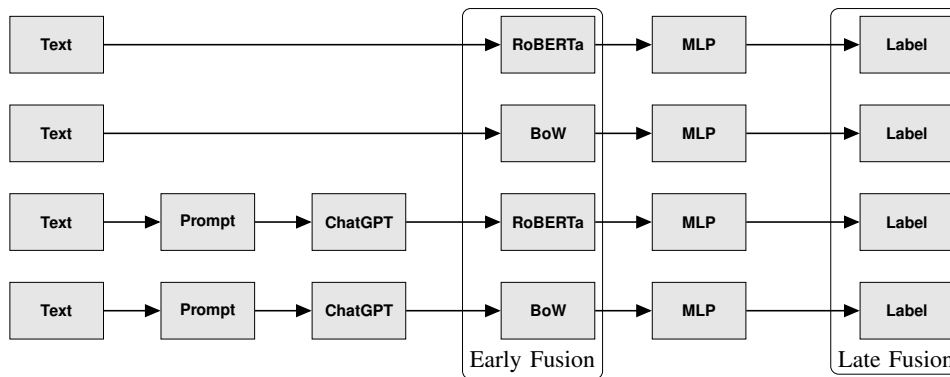 Text RoBERTa MLP Label
Text BoW MLP Label
Text Prompt ChatGPT RoBERTa MLP Label
Text Prompt ChatGPT BoW MLP Label
Early Fusion Late Fusion